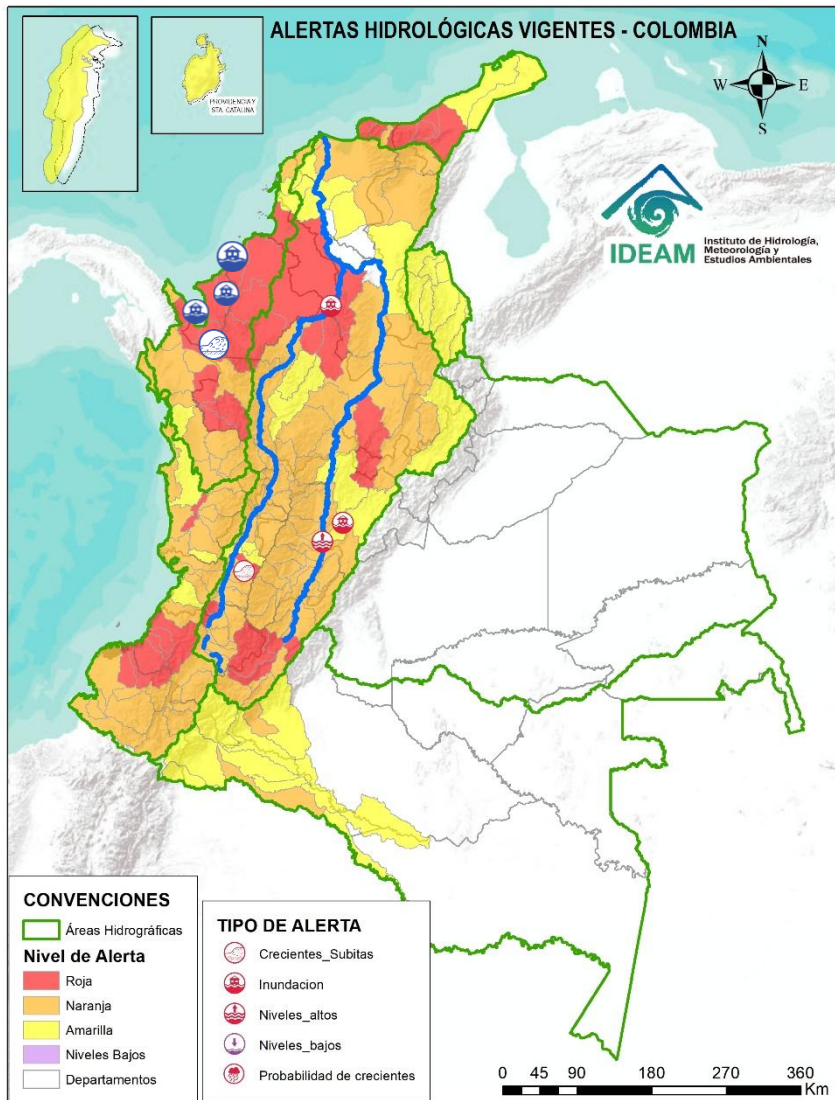 ALERTAS HIDROLÓGICAS VIGENTES - COLOMBIA
PROVIDENCIA Y
STA. CATALINA
N
W
E
S
IDEAM
Instituto de Hidrología,
Meteorología y
Estudios Ambientales
CONVENCIONES
Áreas Hidrográficas
Nivel de Alerta
Roja
Naranja
Amarilla
Niveles Bajos
Departamentos
TIPO DE ALERTA
Crecientes_Subitas
Inundacion
Niveles_altos
Niveles_bajos
Probabilidad de crecientes
0 45 90 180 270 360
Km